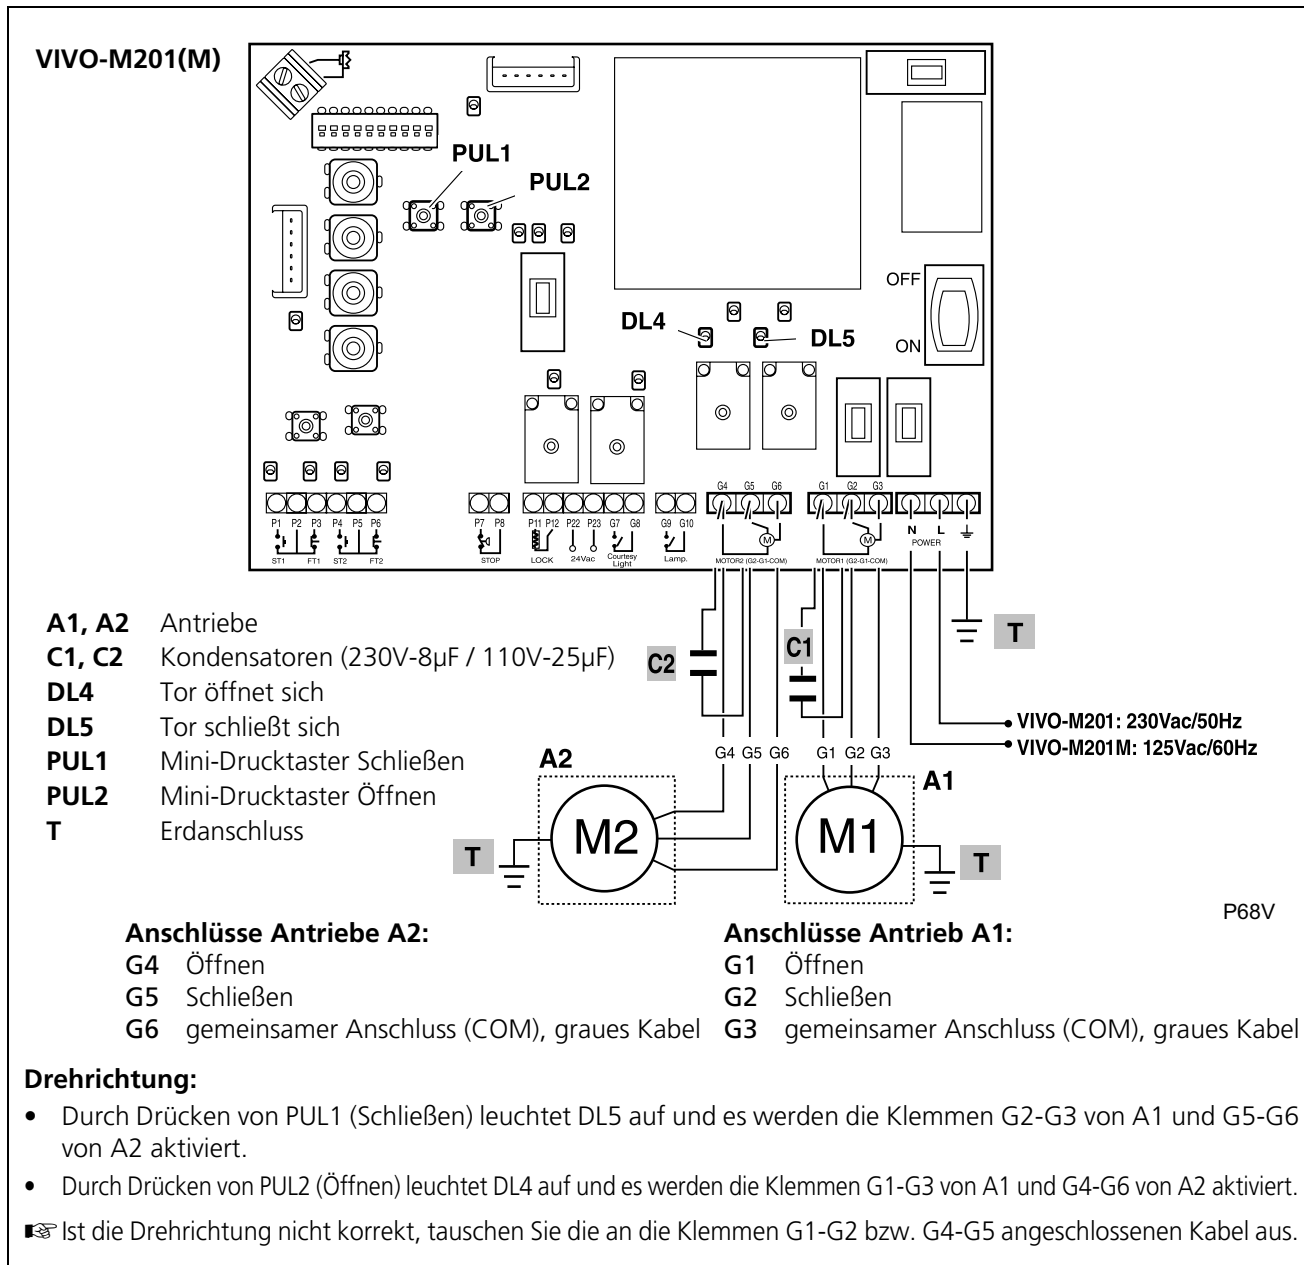 VIVO-M201(M)
PUL1
PUL2
OFF
ON
DL4
DL5
G4 G5 G6
G1 G2 G3
P1 P2 P3 P4 P5 P6
P7 P8
P11 P12 P22 P23 G7 G8
G9 G10
N L
POWER
ST1 FT1 ST2 FT2
STOP
LOCK
24Vac
Courtesy
Light
Lamp.
M
M
MOTOR2 (G2-G1-COM)
MOTOR1 (G2-G1-COM)
A1, A2 Antriebe
C1, C2 Kondensatoren (230V-8µF / 110V-25µF)
DL4 Tor öffnet sich
DL5 Tor schließt sich
PUL1 Mini-Drucktaster Schließen
PUL2 Mini-Drucktaster Öffnen
T Erdanschluss
C2
C1
T
VIVO-M201: 230Vac/50Hz
VIVO-M201M: 125Vac/60Hz
G4 G5 G6
G1 G2 G3
A2
A1
M2
M1
T
T
P68V
Anschlüsse Antriebe A2:
G4 Öffnen
G5 Schließen
G6 gemeinsamer Anschluss (COM), graues Kabel
Anschlüsse Antrieb A1:
G1 Öffnen
G2 Schließen
G3 gemeinsamer Anschluss (COM), graues Kabel
Drehrichtung:
• Durch Drücken von PUL1 (Schließen) leuchtet DL5 auf und es werden die Klemmen G2-G3 von A1 und G5-G6
von A2 aktiviert.
• Durch Drücken von PUL2 (Öffnen) leuchtet DL4 auf und es werden die Klemmen G1-G3 von A1 und G4-G6 von A2 aktiviert.
☞ Ist die Drehrichtung nicht korrekt, tauschen Sie die an die Klemmen G1-G2 bzw. G4-G5 angeschlossenen Kabel aus.